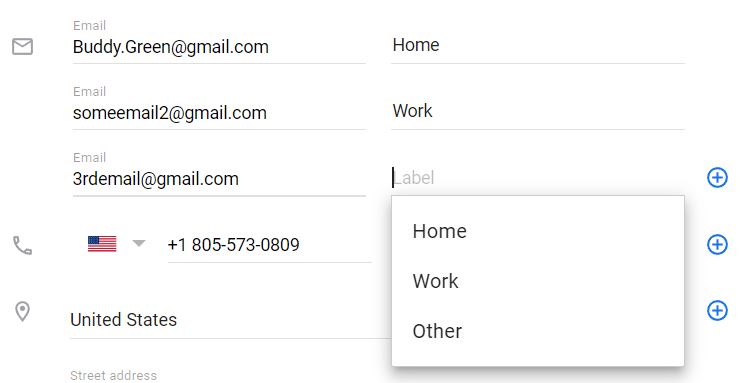 Email
Buddy.Green@gmail.com
Home
Email
someemail2@gmail.com
Work
Email
3rdemail@gmail.com
Label
Home
+1 805-573-0809
Work
United States
Other
Street address